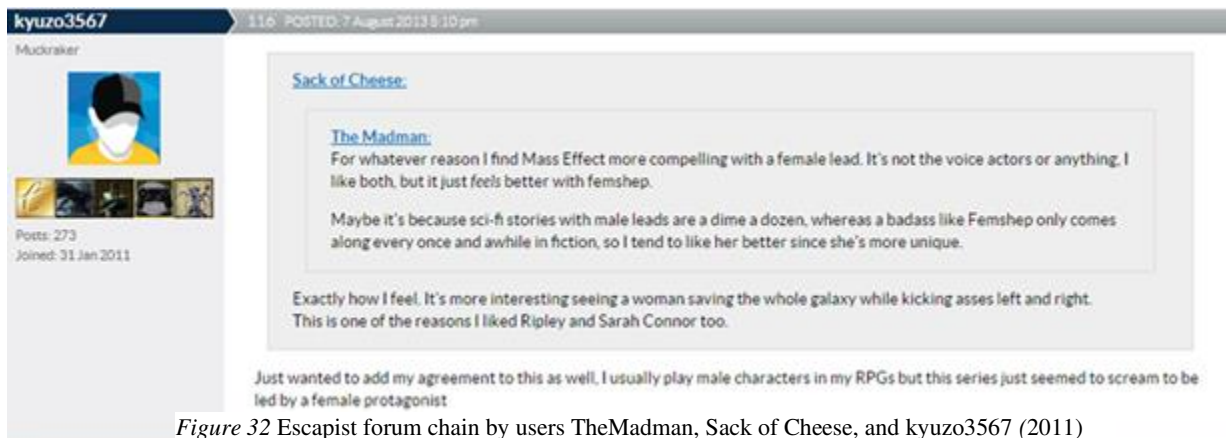 kyuzo3567
116 POSTED: 7 August 2013 5:10 pm
Muckraker
Posts: 273
Joined: 31 Jan 2011
Sack of Cheese:
The Madman:
For whatever reason I find Mass Effect more compelling with a female lead. It's not the voice actors or anything. I
like both, but it just feels better with femshep.
Maybe it's because sci-fi stories with male leads are a dime a dozen, whereas a badass like Femshep only comes
along every once and awhile in fiction, so I tend to like her better since she's more unique.
Exactly how I feel. It's more interesting seeing a woman saving the whole galaxy while kicking asses left and right.
This is one of the reasons I liked Ripley and Sarah Connor too.
Just wanted to add my agreement to this as well, I usually play male characters in my RPGs but this series just seemed to scream to be
led by a female protagonist
Figure 32 Escapist forum chain by users TheMadman, Sack of Cheese, and kyuzo3567 (2011)